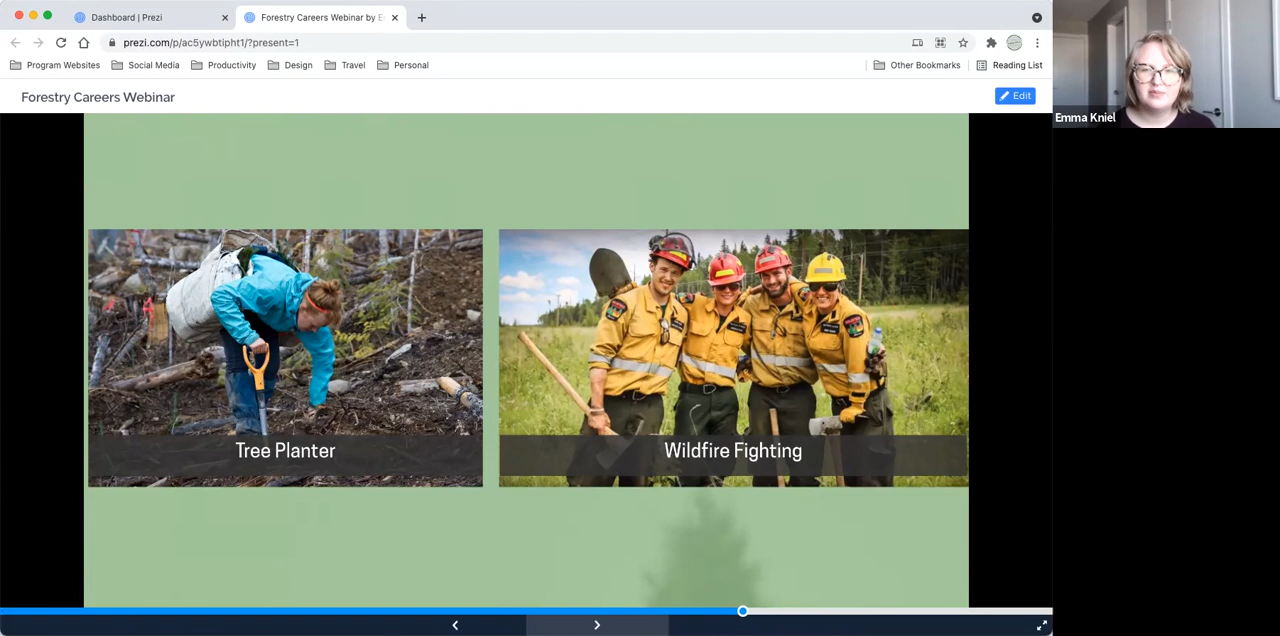 Dashboard | Prezi
Forestry Careers Webinar by E
prezi.com/p/ac5ywbtipht1/?present=1
Program Websites
Social Media
Productivity
Design
Travel
Personal
Other Bookmarks
Reading List
Forestry Careers Webinar
Edit
Emma Kniel
Tree Planter
Wildfire Fighting